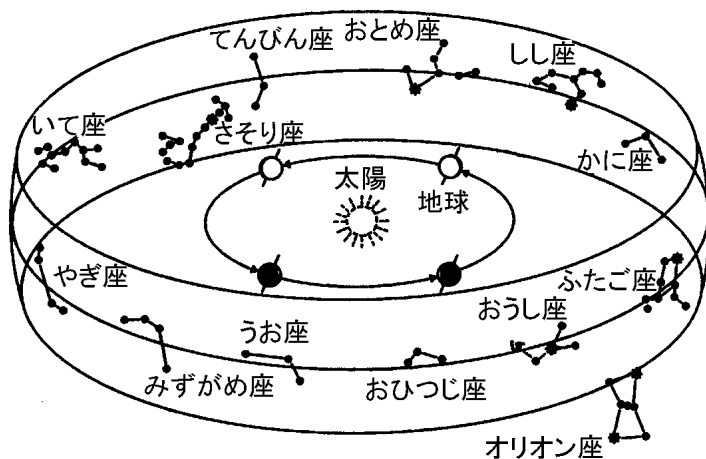 てんびん座
おとめ座
しし座
いて座
さそり座
かに座
太陽
地球
やぎ座
ふたご座
おうし座
うお座
みずがめ座
おひつじ座
オリオン座